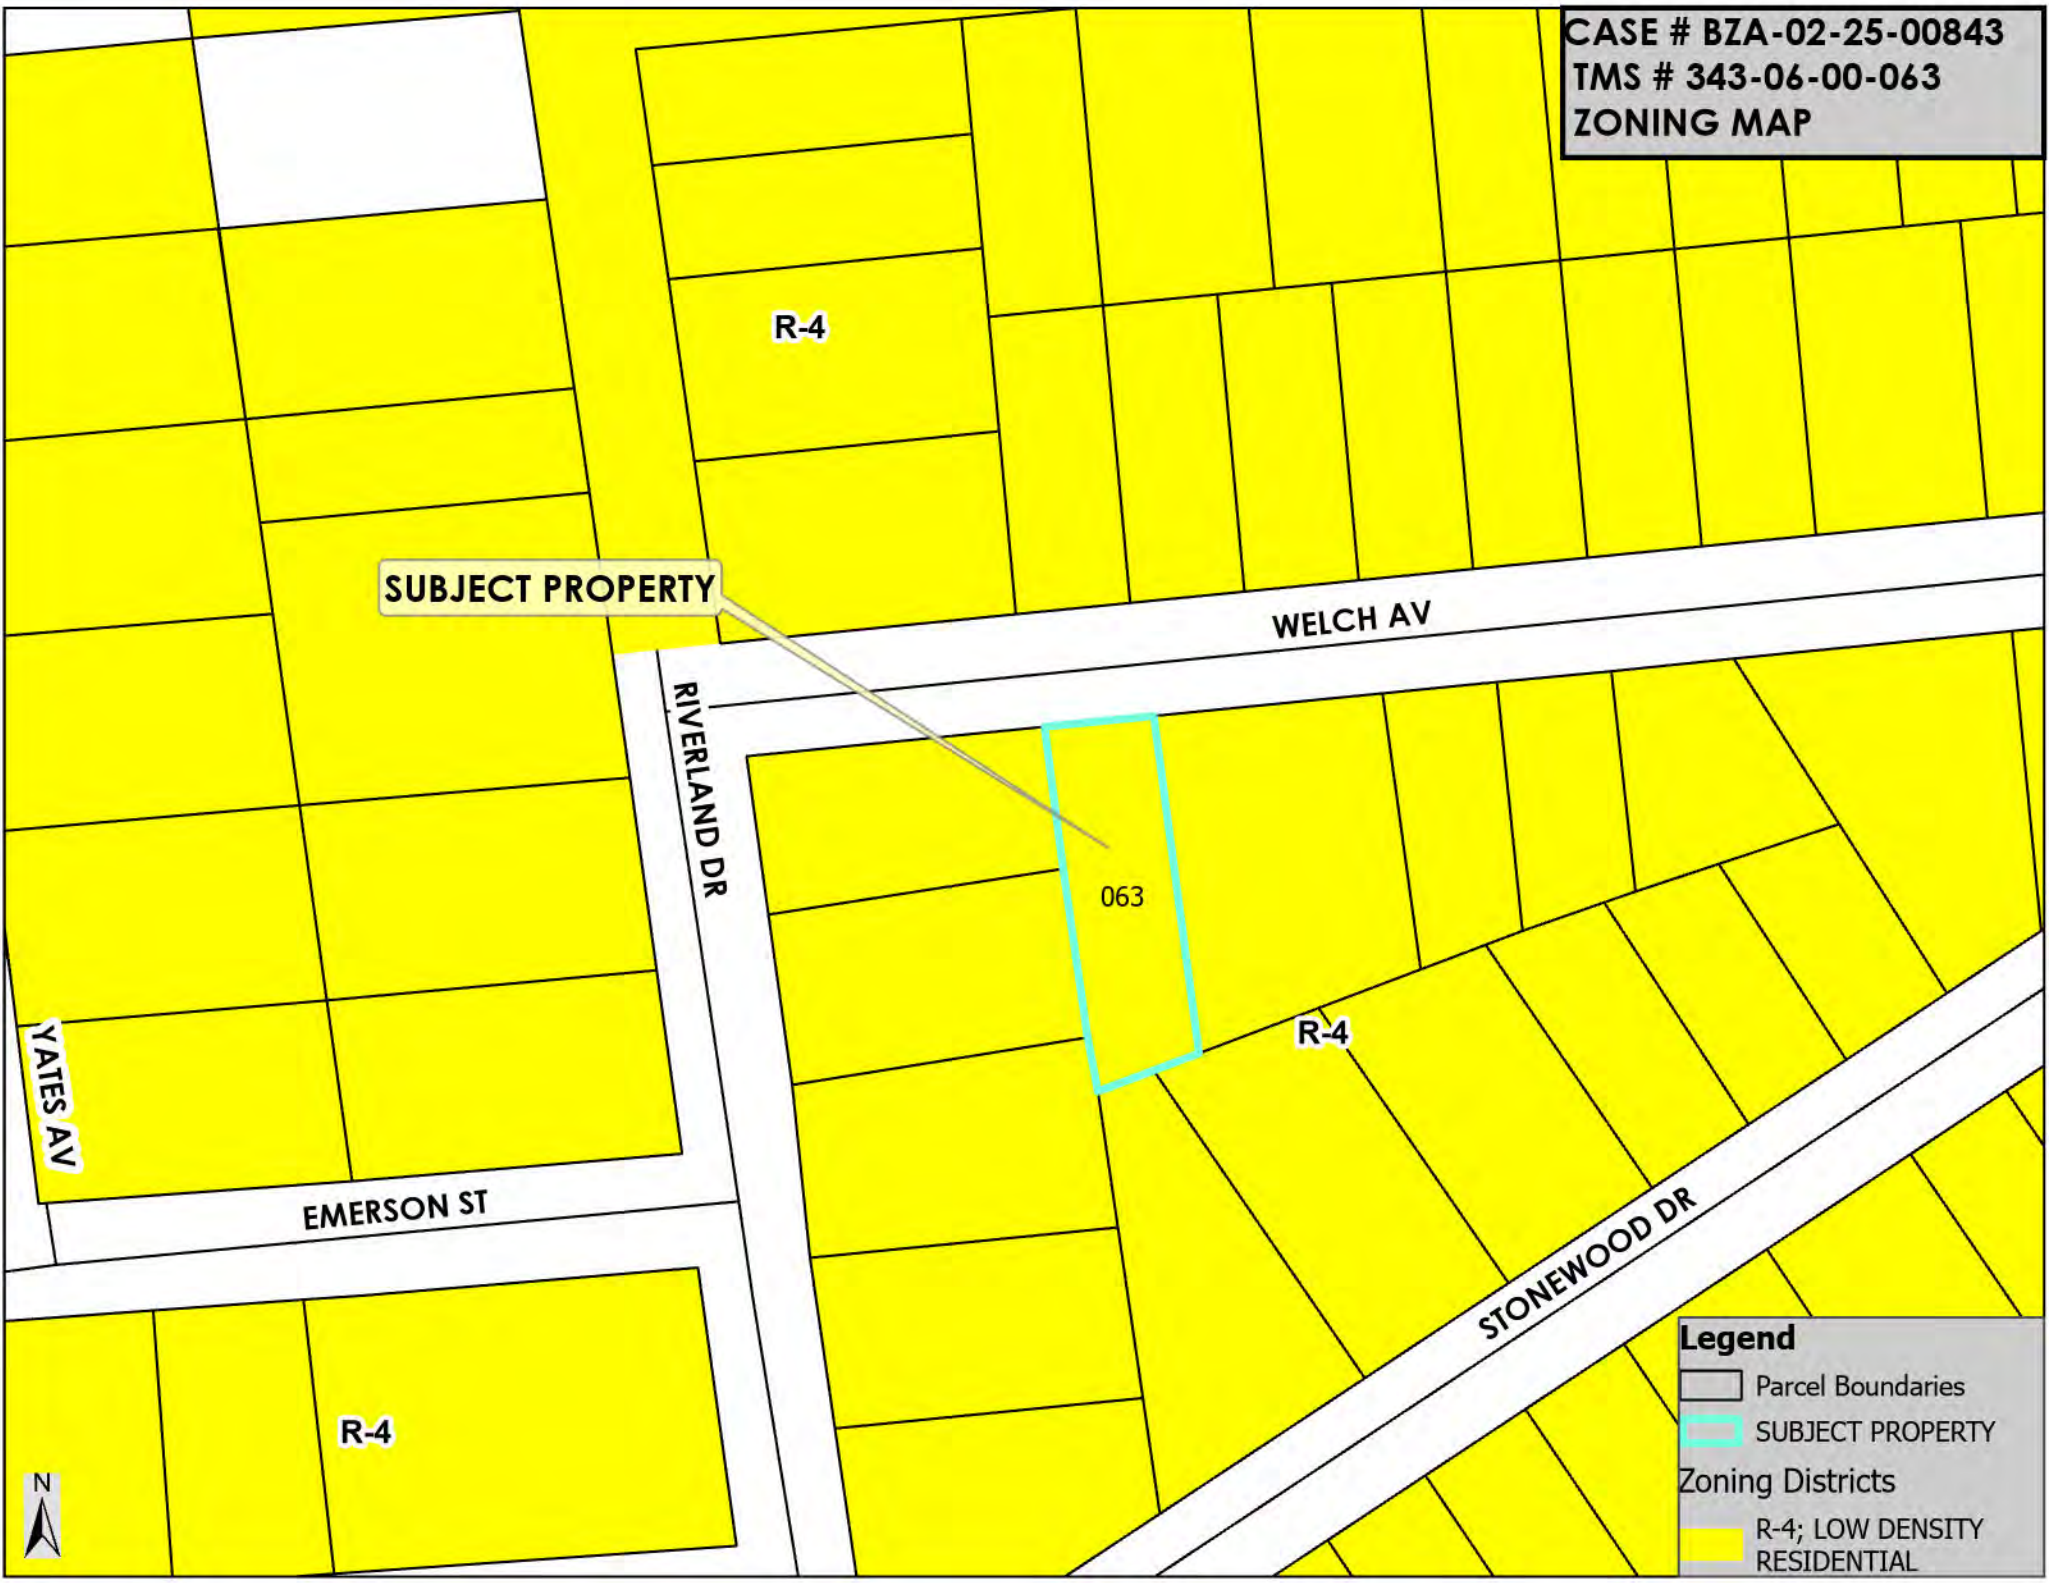 CASE # BZA-02-25-00843
TMS # 343-06-00-063
ZONING MAP
R-4
SUBJECT PROPERTY
WELCH AV
RIVERLAND DR
063
R-4
YATES AV
EMERSON ST
STONEWOOD DR
R-4
N
Legend
Parcel Boundaries
SUBJECT PROPERTY
Zoning Districts
R-4; LOW DENSITY
RESIDENTIAL